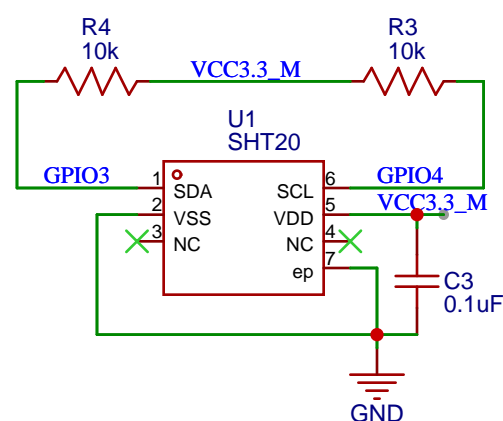 R4
10k
R3
10k
VCC3.3_M
U1
SHT20
GPIO3
GPIO4
1
SDA
SCL
6
2
VSS
VDD
5
VCC3.3_M
3
NC
NC
4
ep
7
C3
0.1uF
GND